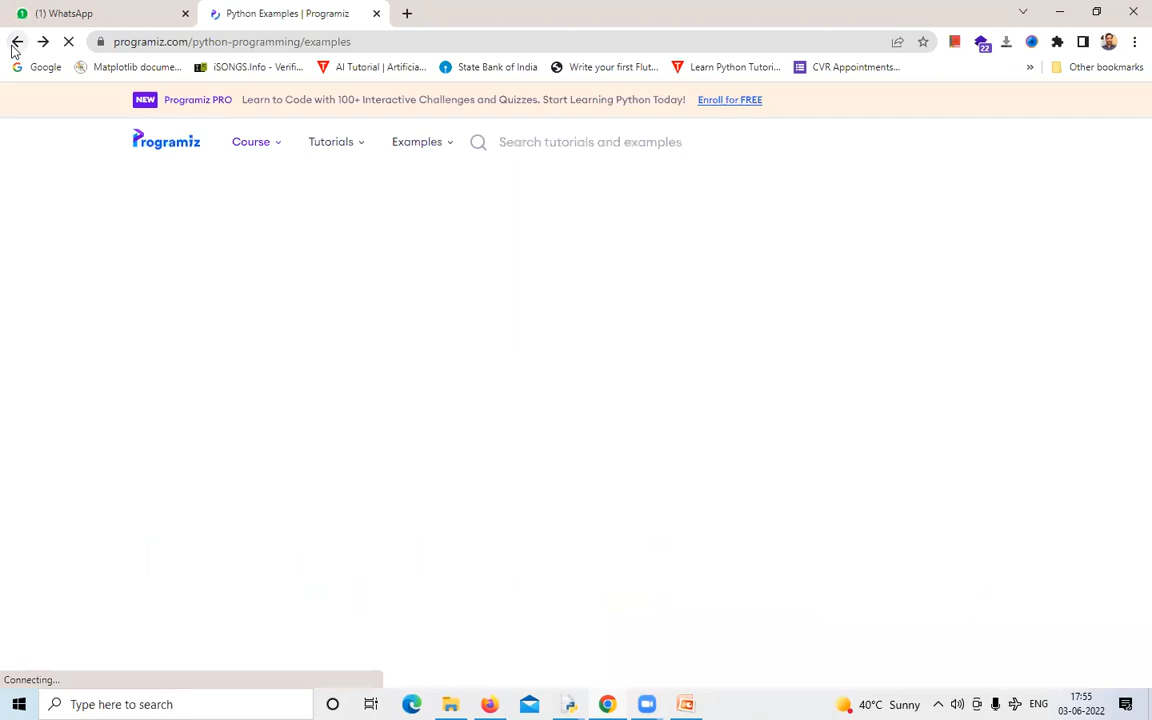 (1) WhatsApp
Python Examples | Programiz
programiz.com/python-programming/examples
22
Google
Matplotlib docume...
iSONGS.Info - Verifi...
AI Tutorial | Artificia...
State Bank of India
Write your first Flut...
Learn Python Tutori...
CVR Appointments...
»
Other bookmarks
NEW Programiz PRO Learn to Code with 100+ Interactive Challenges and Quizzes. Start Learning Python Today! Enroll for FREE
Programiz
Course
Tutorials
Examples
Search tutorials and examples
Connecting...
Type here to search
40°C Sunny
ENG
17:55
03-06-2022